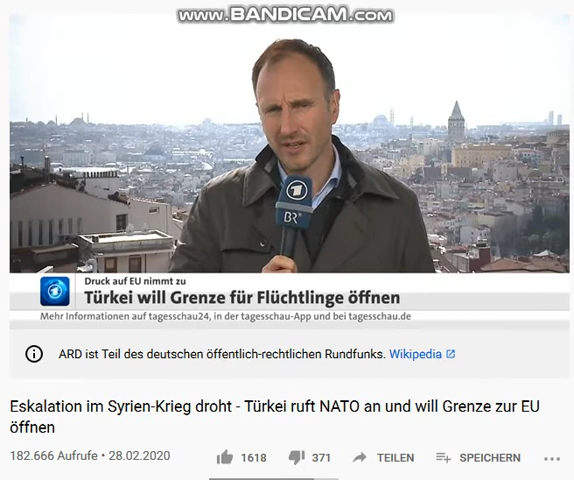 www.BANDICAM.com
1
BR
Druck auf EU nimmt zu
Türkei will Grenze für Flüchtlinge öffnen
Mehr Informationen auf tagesschau24, in der tagesschau-App und bei tagesschau.de
ARD ist Teil des deutschen öffentlich-rechtlichen Rundfunks. Wikipedia
Eskalation im Syrien-Krieg droht - Türkei ruft NATO an und will Grenze zur EU
öffnen
182.666 Aufrufe • 28.02.2020
1618
371
TEILEN
SPEICHERN